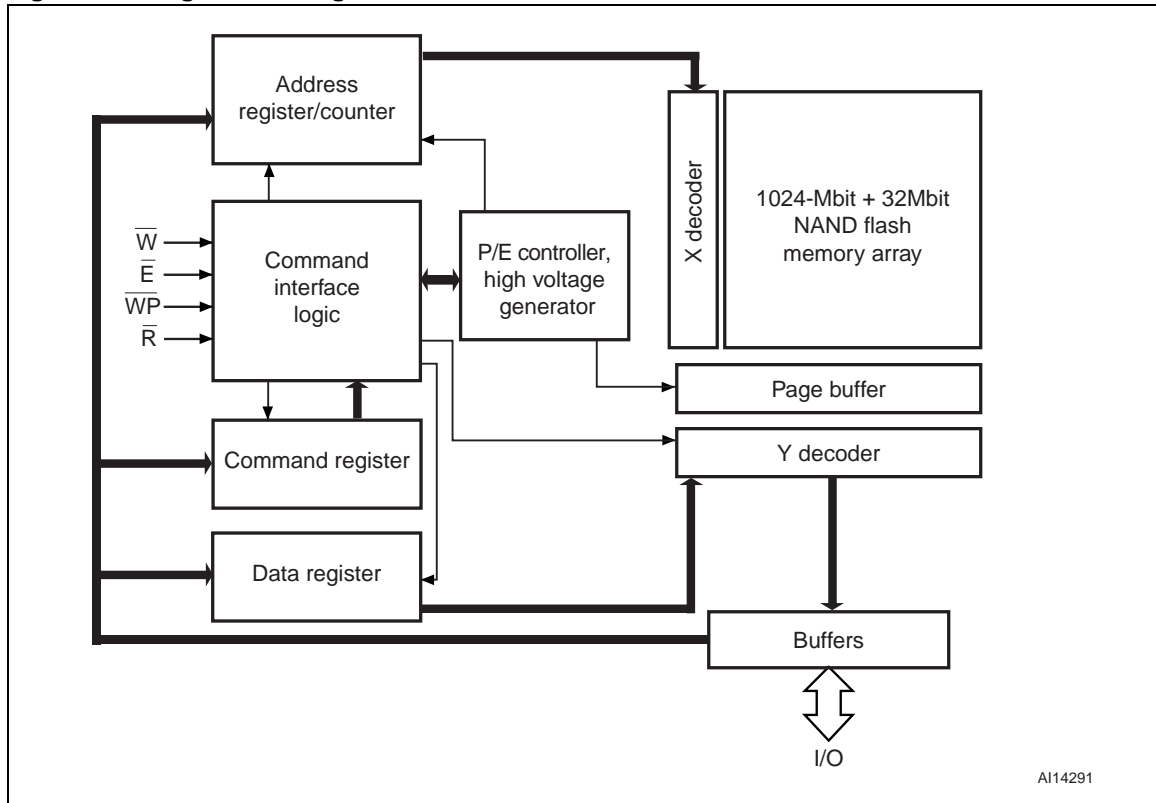 Address
register/counter
X decoder
1024-Mbit + 32Mbit
NAND flash
memory array
W̅
E̅
W̅P̅
R̅
Command
interface
logic
P/E controller,
high voltage
generator
Page buffer
Command register
Y decoder
Data register
Buffers
I/O
AI14291